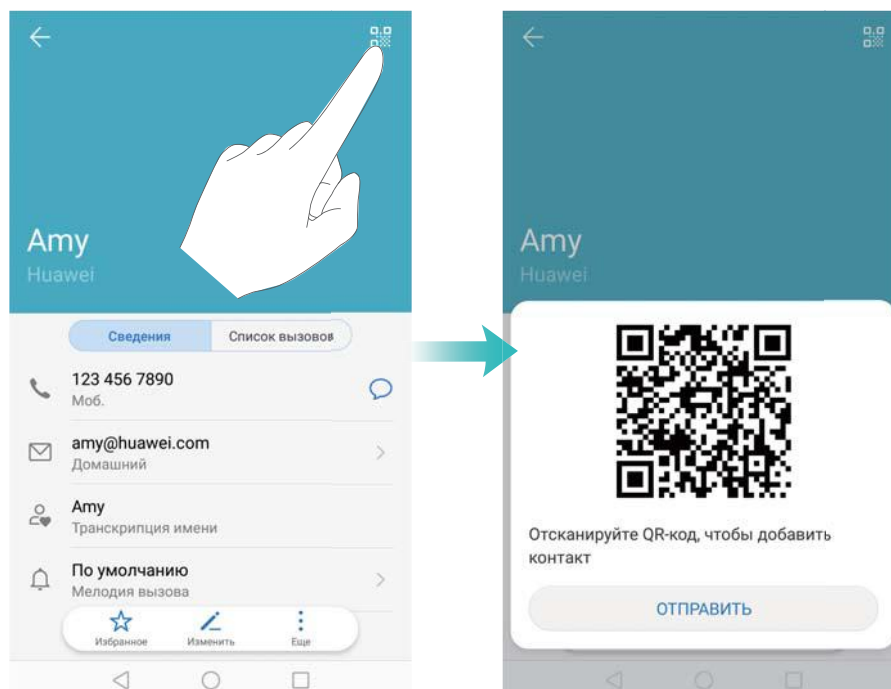 Amy
Huawei
Сведения
Список вызовов
123 456 7890
Моб.
amy@huawei.com
Домашний
Amy
Транскрипция имени
По умолчанию
Мелодия вызова
Избранное
Изменить
Еще
Amy
Huawei
Отсканируйте QR-код, чтобы добавить
контакт
ОТПРАВИТЬ